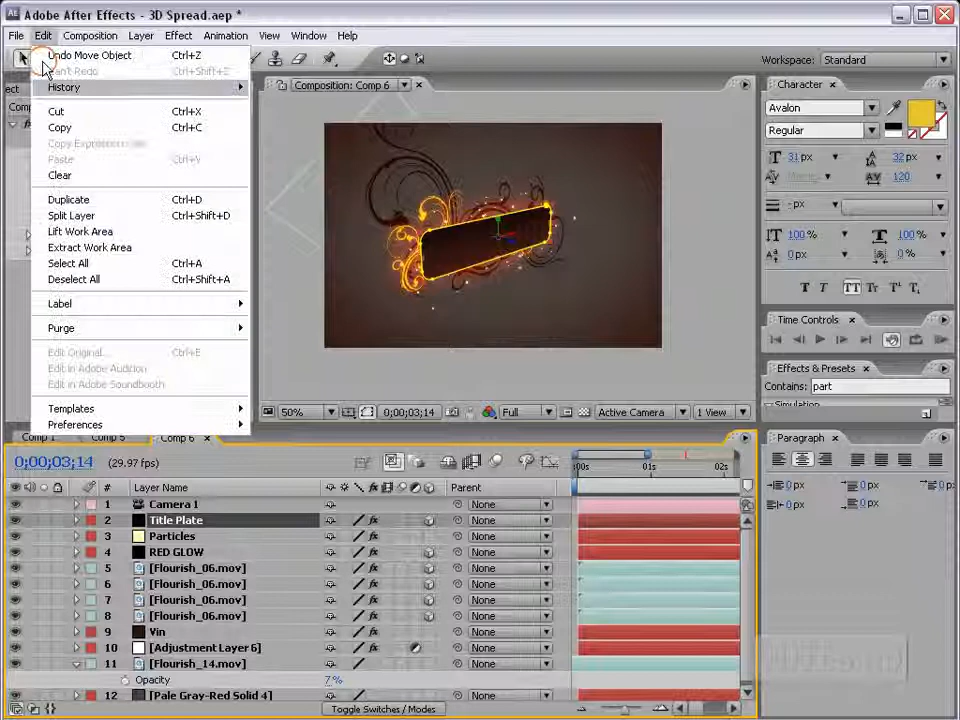 Adobe After Effects - 3D Spread.aep *
File Edit Composition Layer Effect Animation Window Help View
Workspace: Standard
Undo Move Object Ctrl+Z
Can't Redo Ctrl+Shift+Z
History
Cut Ctrl+X
Copy Ctrl+C
Copy Expression Only
Paste Ctrl+V
Clear
Duplicate Ctrl+D
Split Layer Ctrl+Shift+D
Lift Work Area
Extract Work Area
Select All Ctrl+A
Deselect All Ctrl+Shift+A
Label
Purge
Edit Original... Ctrl+E
Edit in Adobe Audition
Edit in Adobe Soundbooth
Templates
Preferences
Composition: Comp 6
50% 0;00;03;14 Full Active Camera 1 View
Character
Avalon
Regular
31 px 32 px
120
- px
100 % 100 %
0 px 0 %
T T TT Tr T¹ T₁
Time Controls
Effects & Presets
Contains: part
Paragraph
0 px 0 px 0 px
0 px 0 px
Comp 1 Comp 5 Comp 6
0;00;03;14 (29.97 fps)
:00s 01s 02s
# Layer Name Parent
1 Camera 1 None
2 Title Plate None
3 Particles None
4 RED GLOW None
5 [Flourish_06.mov] None
6 [Flourish_06.mov] None
7 [Flourish_06.mov] None
8 [Flourish_06.mov] None
9 Vin None
10 [Adjustment Layer 6] None
11 [Flourish_14.mov] None
Opacity 7%
12 [Pale Gray-Red Solid 4] None
Toggle Switches / Modes